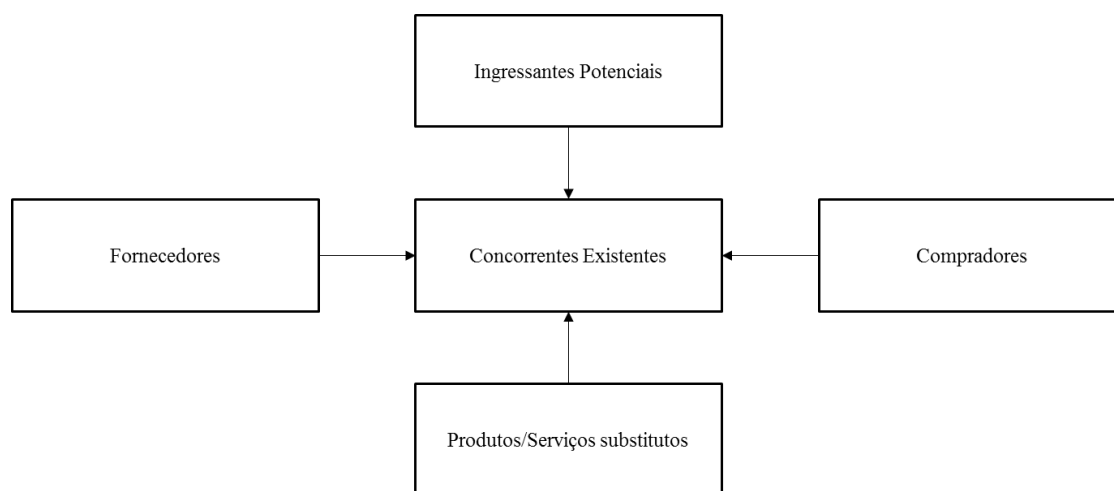 Ingressantes Potenciais
Fornecedores
Concorrentes Existentes
Compradores
Produtos/Serviços substitutos